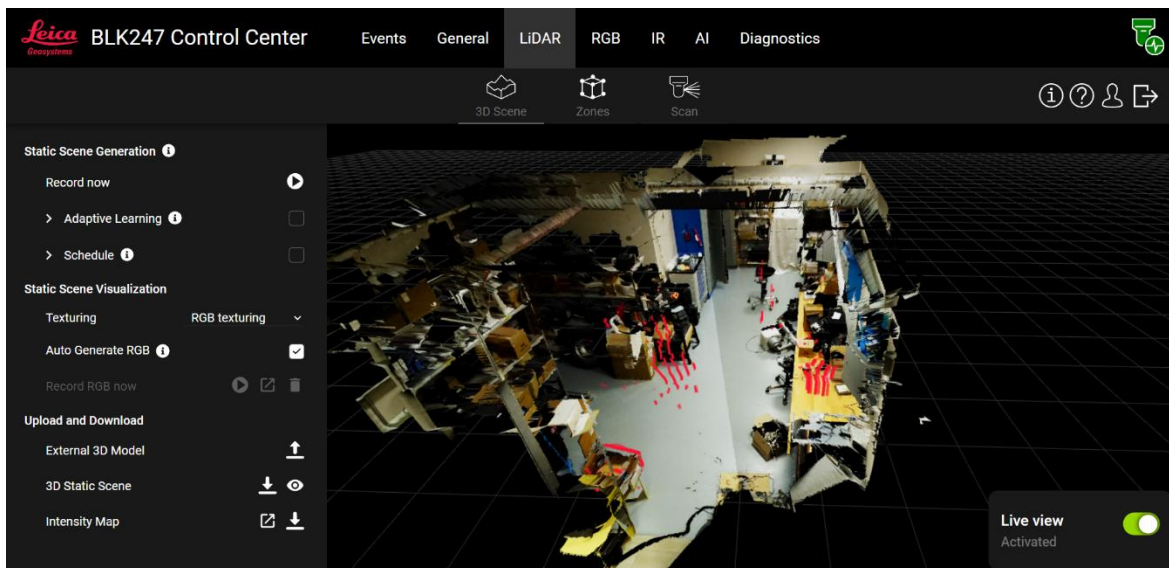 Leica
Geosystems
BLK247 Control Center
Events
General
LiDAR
RGB
IR
AI
Diagnostics
3D Scene
Zones
Scan
Static Scene Generation
Record now
Adaptive Learning
Schedule
Static Scene Visualization
Texturing RGB texturing
Auto Generate RGB
Record RGB now
Upload and Download
External 3D Model
3D Static Scene
Intensity Map
Live view
Activated